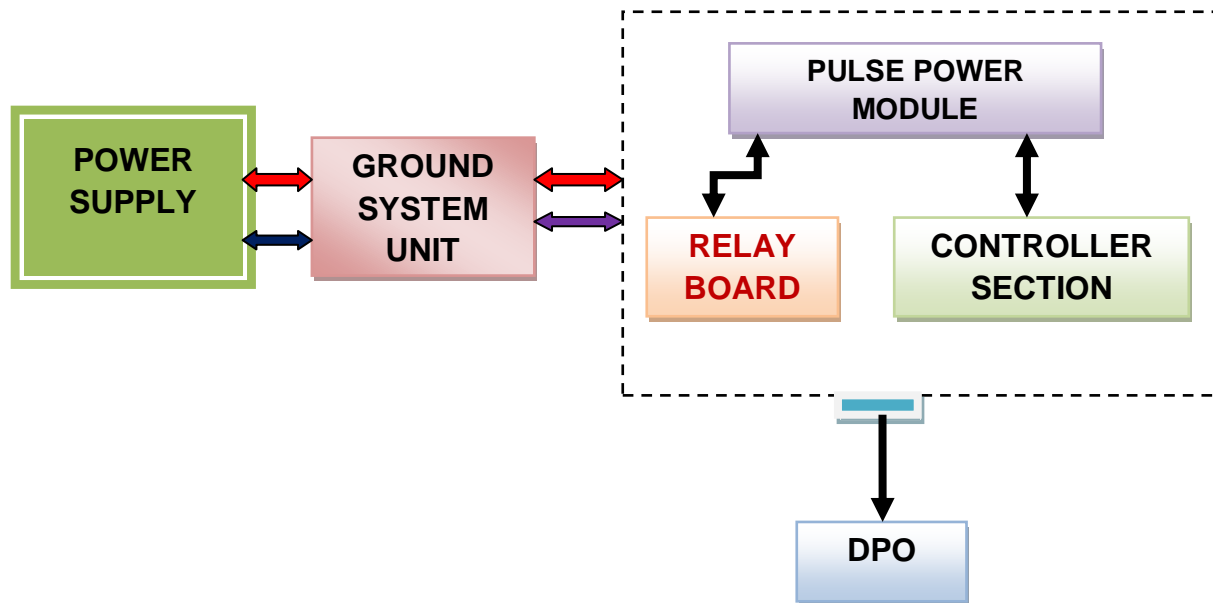 POWER
SUPPLY
GROUND
SYSTEM
UNIT
PULSE POWER
MODULE
RELAY
BOARD
CONTROLLER
SECTION
DPO